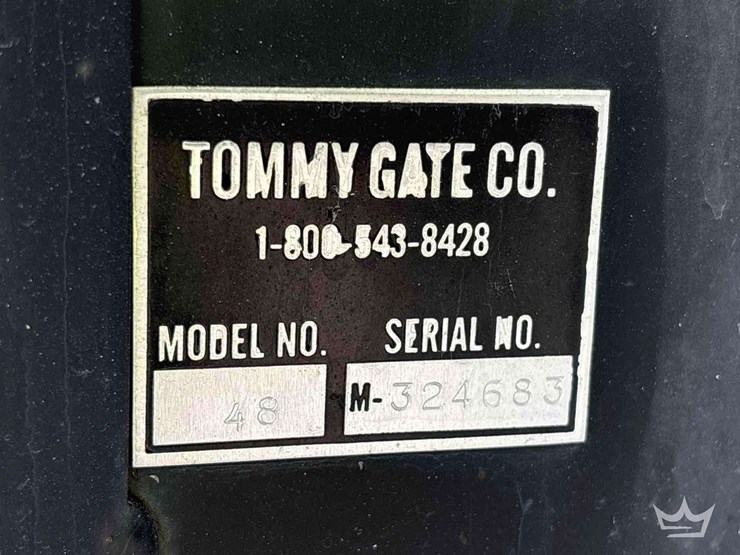 TOMMY GATE CO.
1-800-543-8428
MODEL NO. SERIAL NO.
48 M-324683